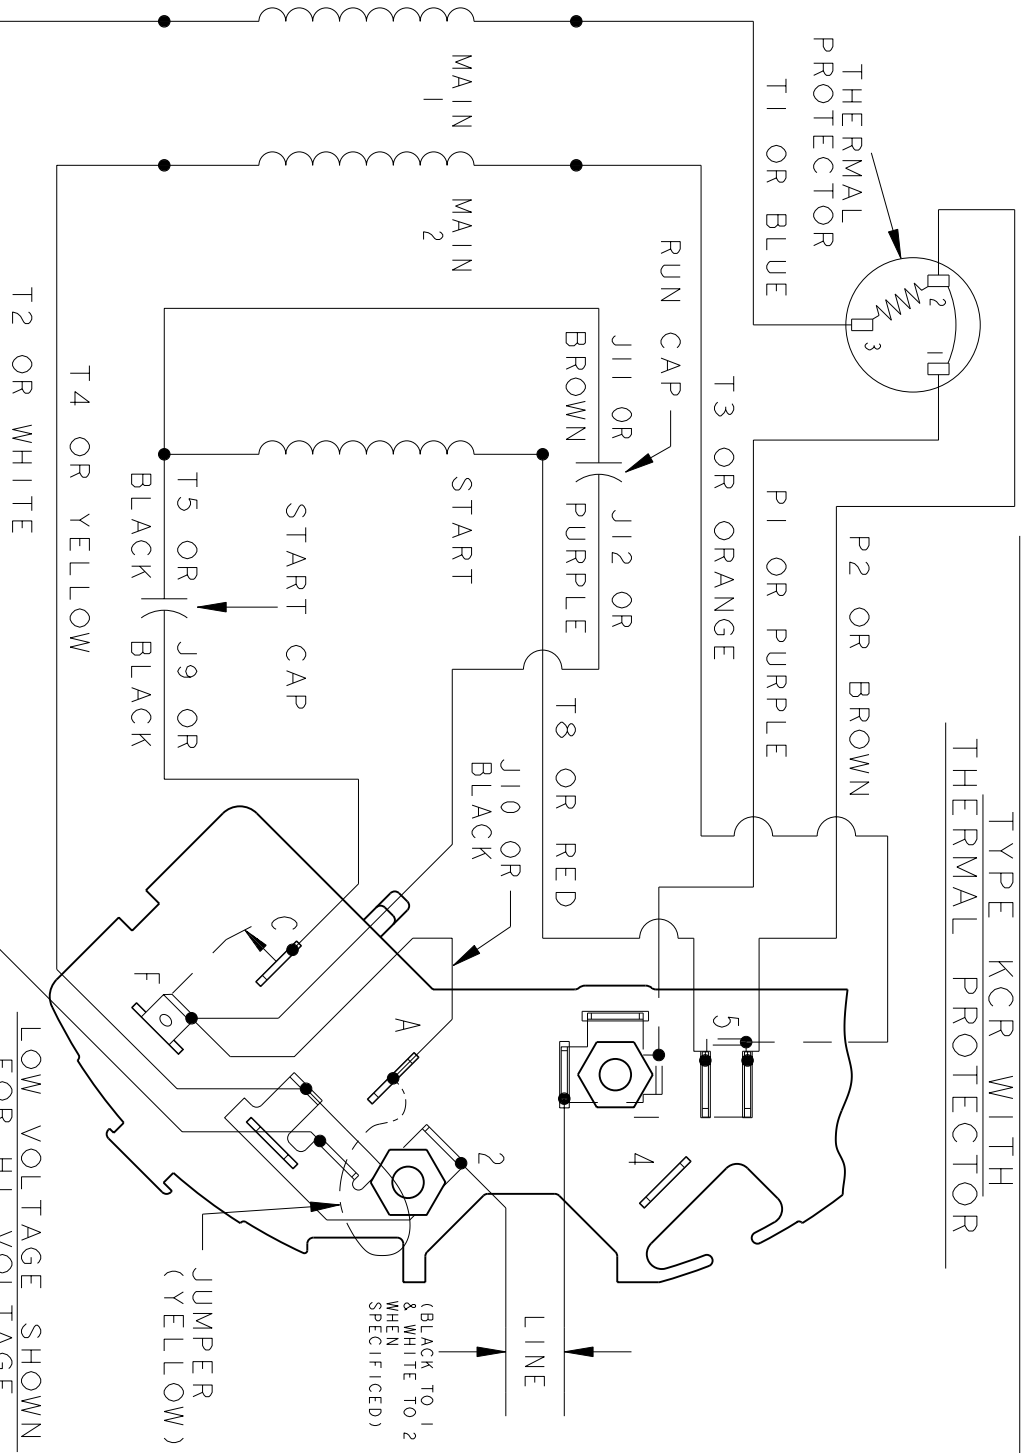 TYPE KCR WITH
THERMAL PROTECTOR
THERMAL
PROTECTOR
2
1
3
P2 OR BROWN
P1 OR PURPLE
T1 OR BLUE
T3 OR ORANGE
RUN CAP
J11 OR
BROWN
J12 OR
PURPLE
T8 OR RED
MAIN
1
MAIN
2
START
J10 OR
BLACK
START CAP
T5 OR
BLACK
J9 OR
BLACK
T4 OR YELLOW
T2 OR WHITE
5
1
4
2
A
C
F
LINE
(BLACK TO 1
& WHITE TO 2
WHEN
SPECIFICED)
JUMPER
(YELLOW)
LOW VOLTAGE SHOWN
FOR HI VOLTAGE